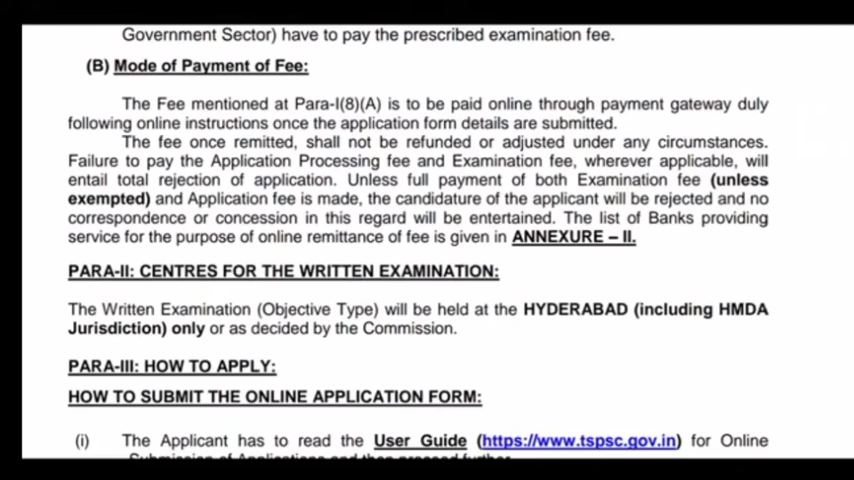 Government Sector) have to pay the prescribed examination fee.
(B) Mode of Payment of Fee:
The Fee mentioned at Para-I(8)(A) is to be paid online through payment gateway duly
following online instructions once the application form details are submitted.
The fee once remitted, shall not be refunded or adjusted under any circumstances.
Failure to pay the Application Processing fee and Examination fee, wherever applicable, will
entail total rejection of application. Unless full payment of both Examination fee (unless
exempted) and Application fee is made, the candidature of the applicant will be rejected and no
correspondence or concession in this regard will be entertained. The list of Banks providing
service for the purpose of online remittance of fee is given in ANNEXURE – II.
PARA-II: CENTRES FOR THE WRITTEN EXAMINATION:
The Written Examination (Objective Type) will be held at the HYDERABAD (including HMDA
Jurisdiction) only or as decided by the Commission.
PARA-III: HOW TO APPLY:
HOW TO SUBMIT THE ONLINE APPLICATION FORM:
(i) The Applicant has to read the User Guide (https://www.tspsc.gov.in) for Online
Submission of Applications and then proceed further.